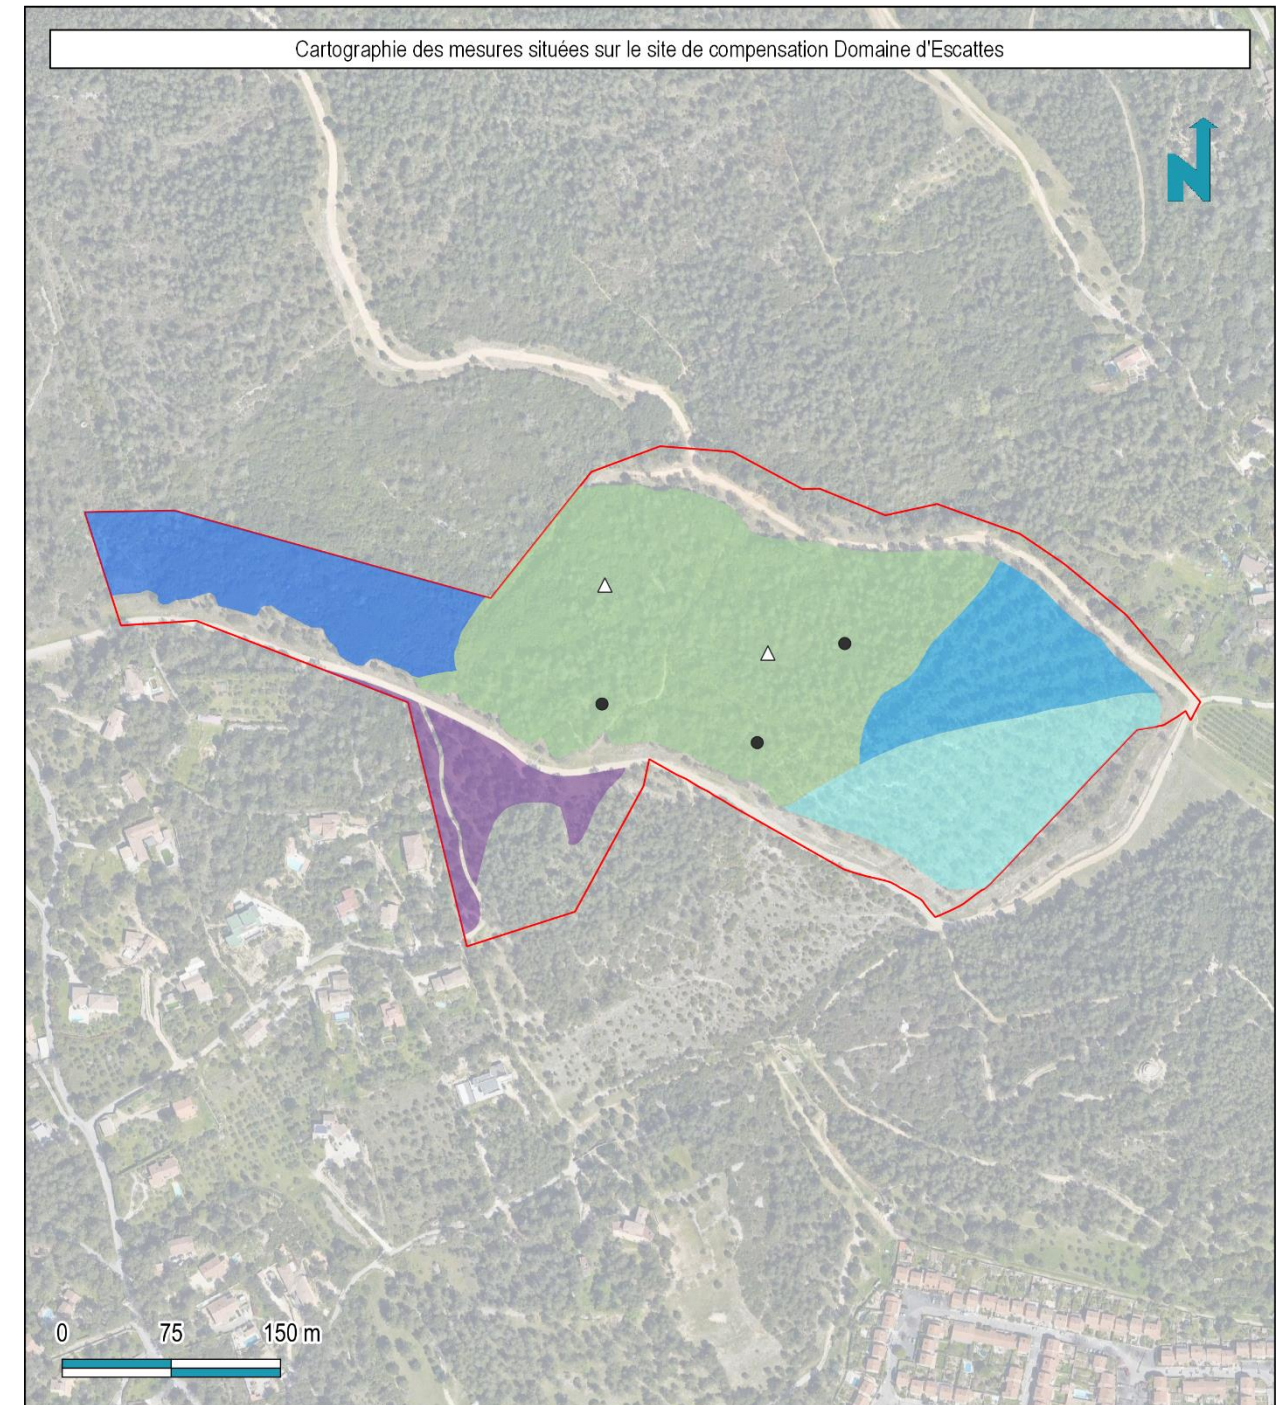 Cartographie des mesures situées sur le site de compensation Domaine d'Escattes
N
0 75 150 m